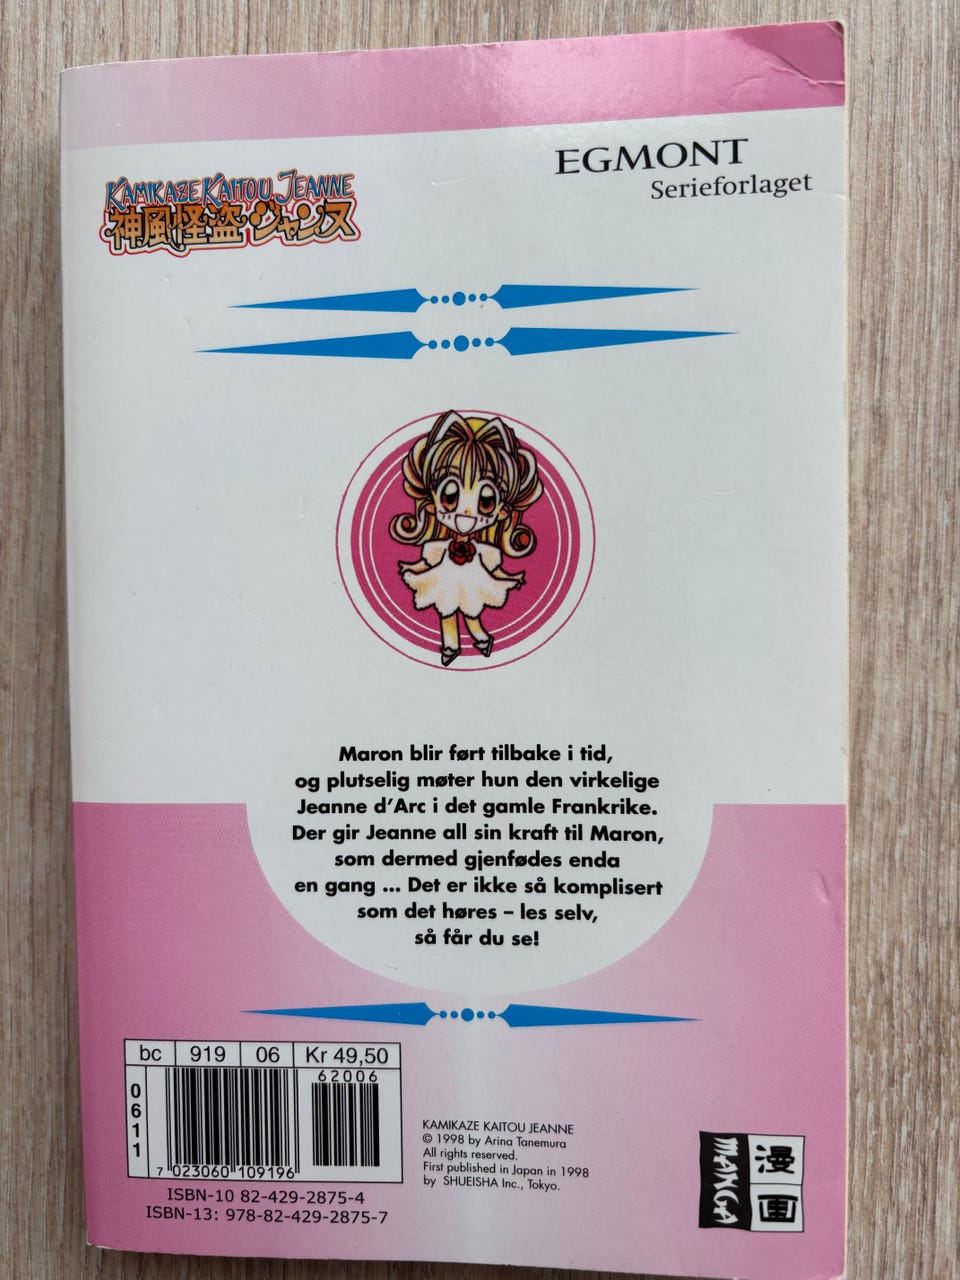 EGMONT
Serieforlaget
KAMIKAZE KAITOU JEANNE
神風怪盗ジャンヌ
Maron blir ført tilbake i tid,
og plutselig møter hun den virkelige
Jeanne d’Arc i det gamle Frankrike.
Der gir Jeanne all sin kraft til Maron,
som dermed gjenfødes enda
en gang ... Det er ikke så komplisert
som det høres – les selv,
så får du se!
bc 919 06 Kr 49,50
62006
0611
7 023060 109196
ISBN-10 82-429-2875-4
ISBN-13: 978-82-429-2875-7
KAMIKAZE KAITOU JEANNE
© 1998 by Arina Tanemura
All rights reserved.
First published in Japan in 1998
by SHUEISHA Inc., Tokyo.
MANGA
漫画